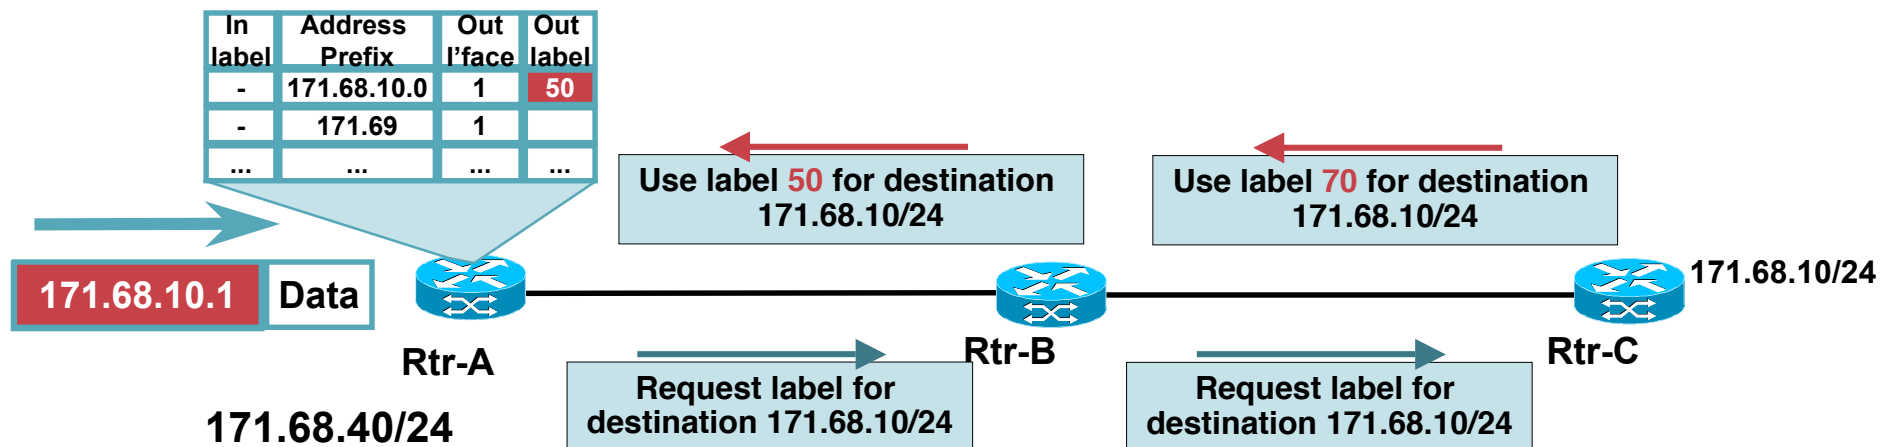 In Address Out Out
label Prefix I'face label
- 171.68.10.0 1 50
- 171.69 1
... ... ... ...
Use label 50 for destination
171.68.10/24
Use label 70 for destination
171.68.10/24
171.68.10.1 Data
171.68.10/24
Rtr-A
Rtr-B
Rtr-C
Request label for
destination 171.68.10/24
Request label for
destination 171.68.10/24
171.68.40/24